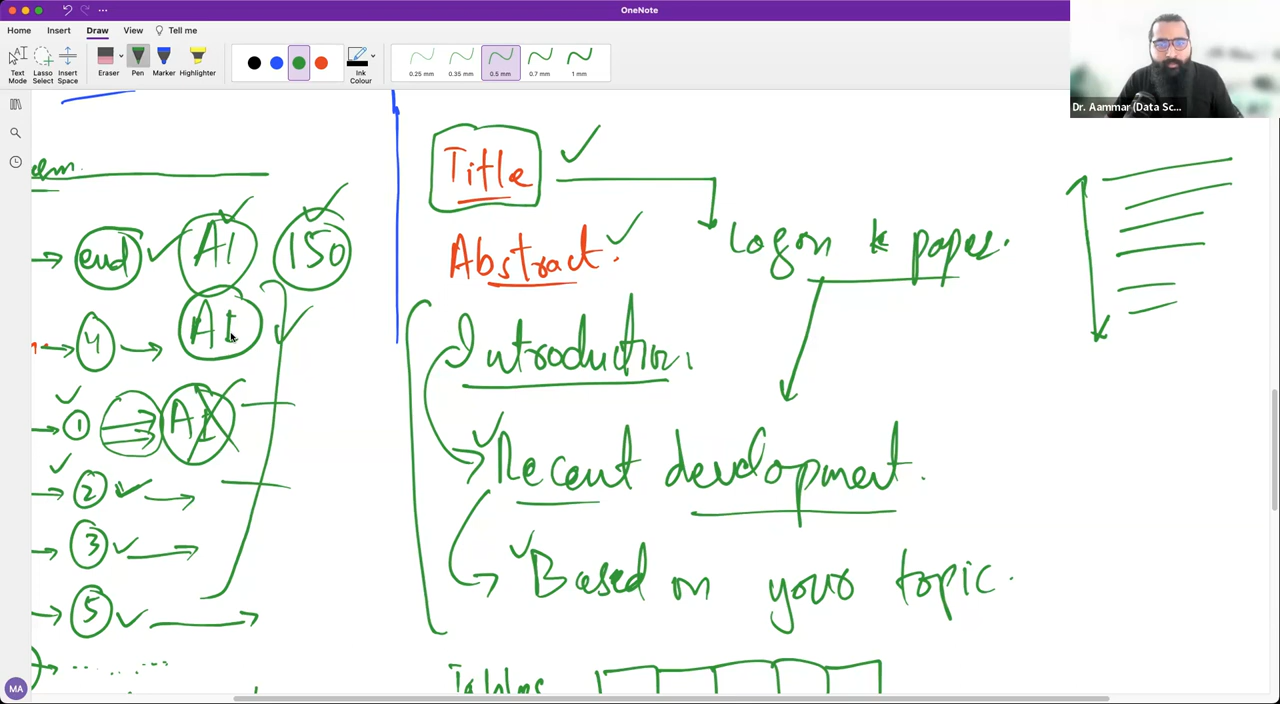 OneNote
Home Insert Draw View Tell me
Text Mode
Lasso Select
Insert Space
Eraser
Pen
Marker
Highlighter
Ink Colour
0.25 mm
0.35 mm
0.5 mm
0.7 mm
1 mm
Dr. Aammar (Data Sc...
end AI 150
4 AI
1 AI
2
3
5
Title
Logon k paper.
Abstract.
Introduction.
Recent development.
Based on your topic.
Tables
MA